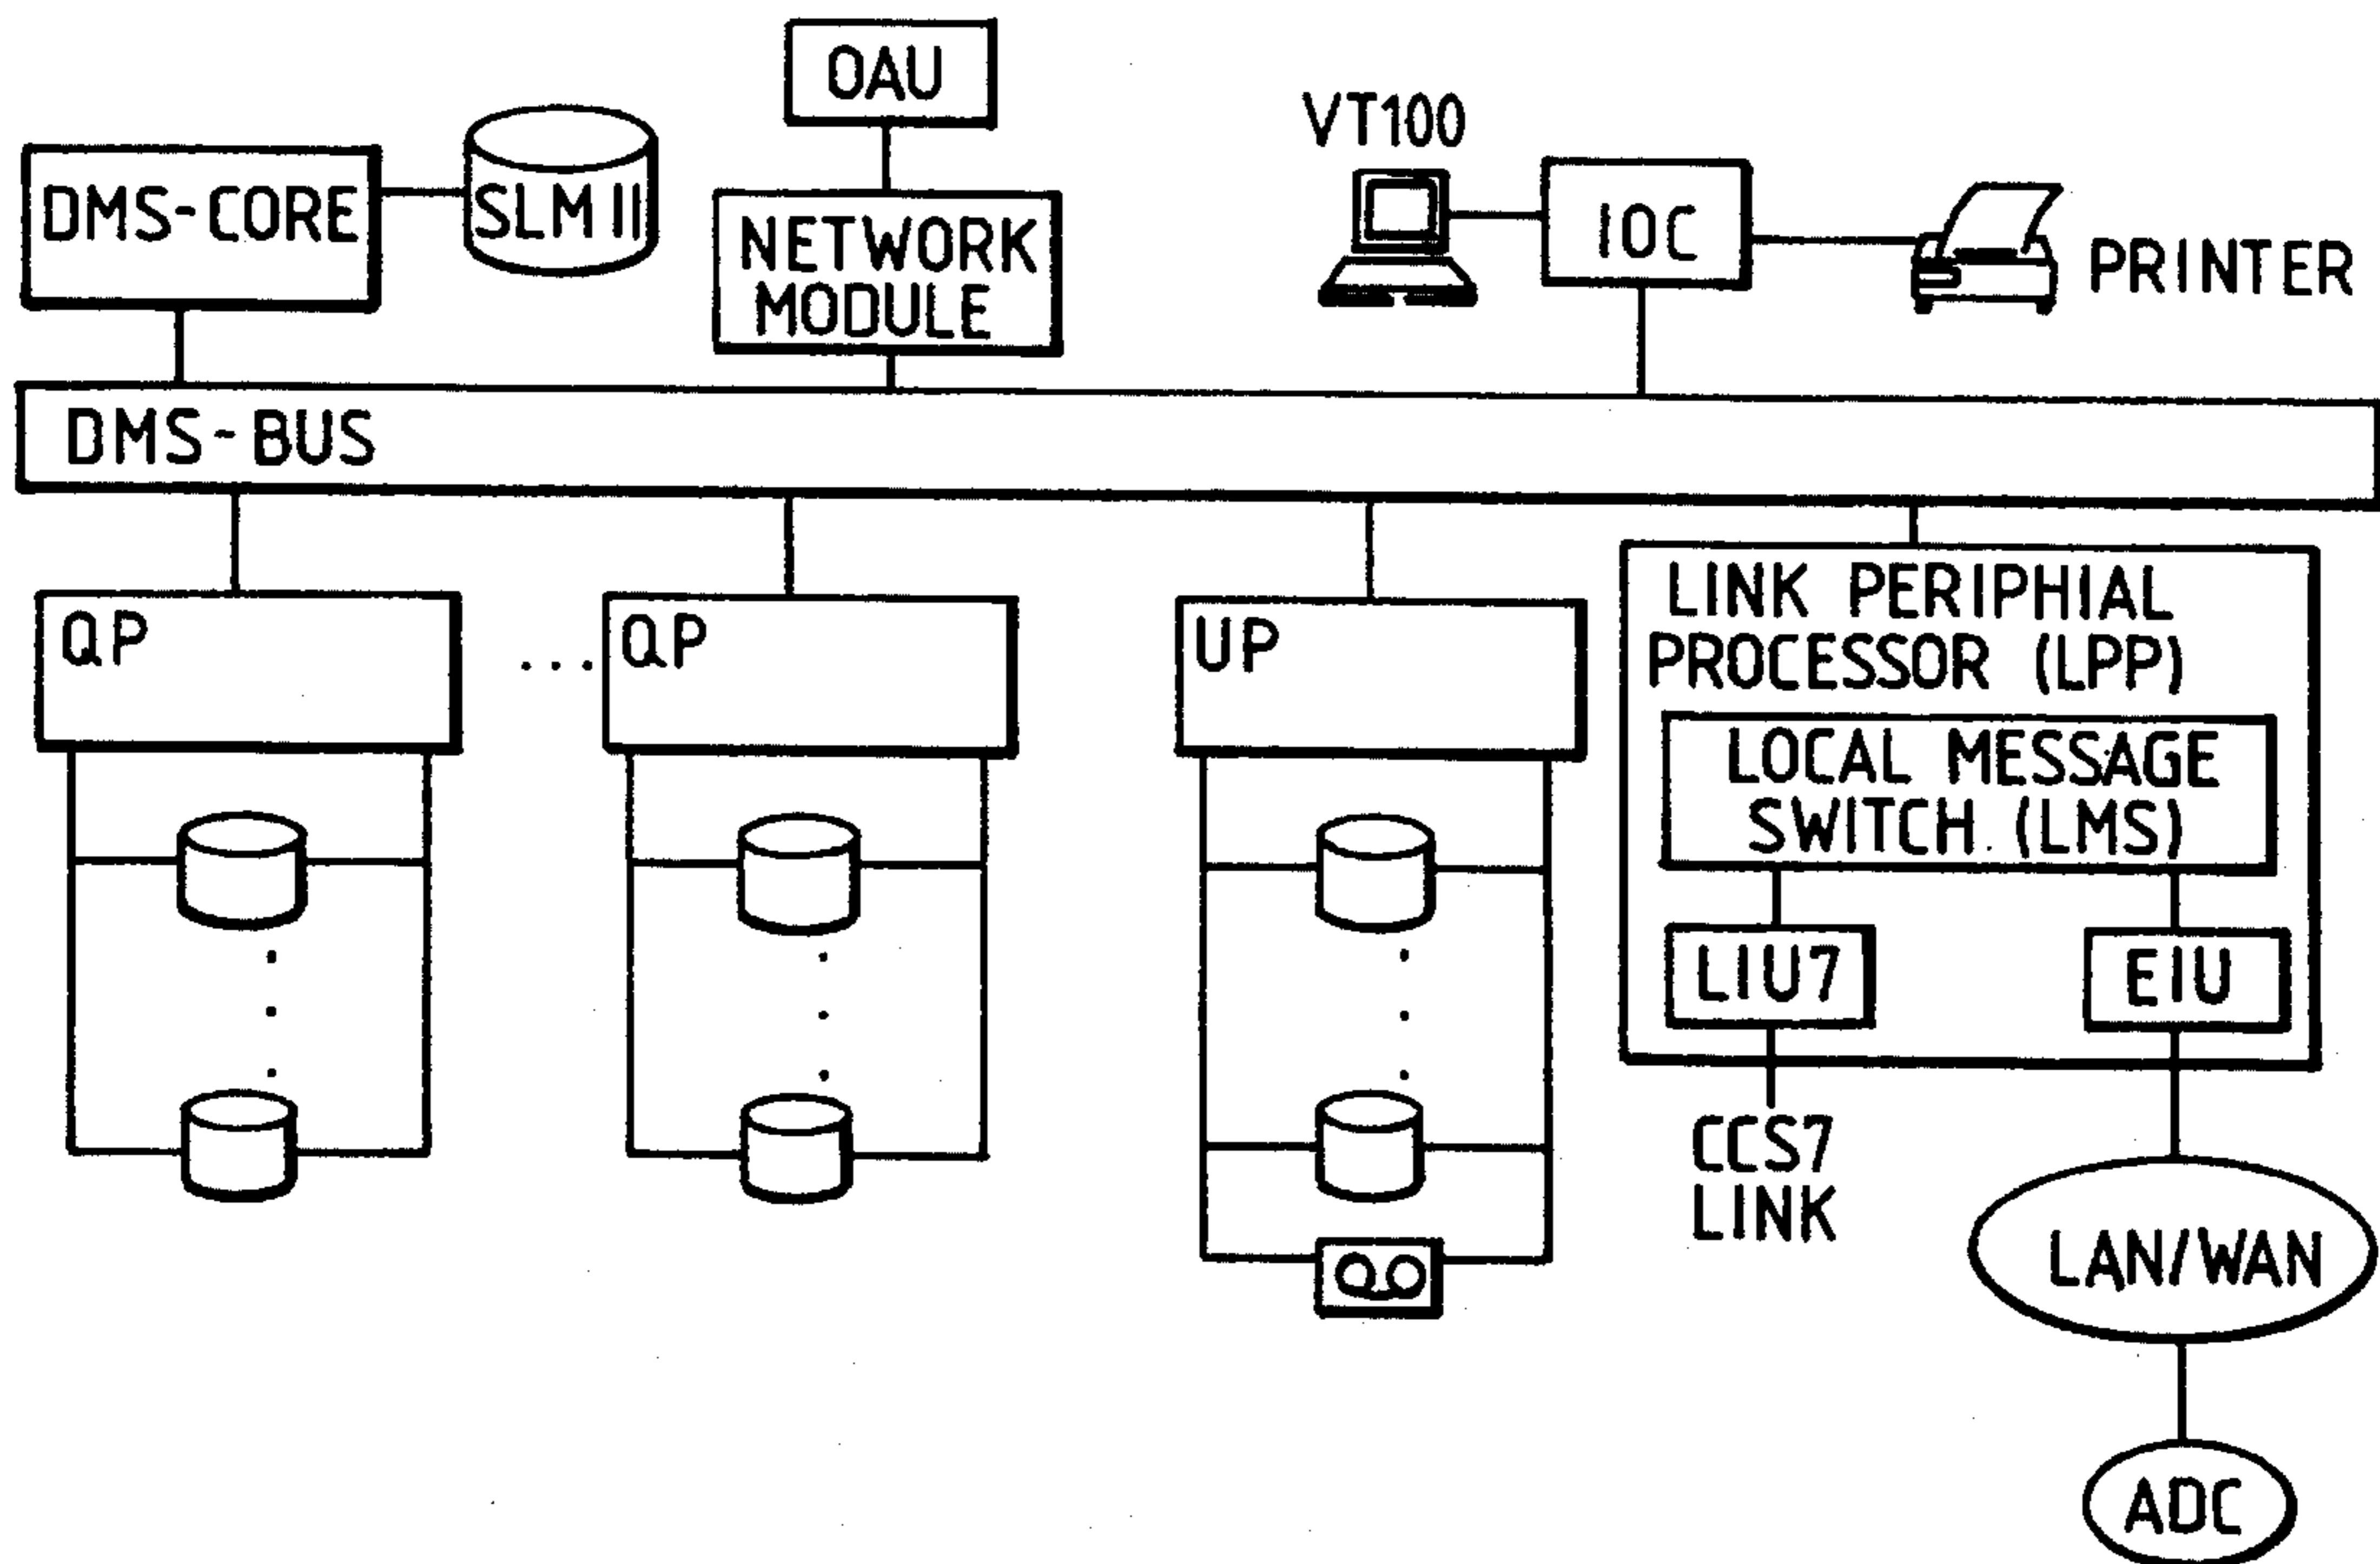 OAU
VT100
DMS-CORE
SLM II
NETWORK
MODULE
IOC
PRINTER
DMS-BUS
QP
...
QP
UP
LINK PERIPHIAL
PROCESSOR (LPP)
LOCAL MESSAGE
SWITCH (LMS)
LIU7
EIU
CCS7
LINK
LAN/WAN
ADC